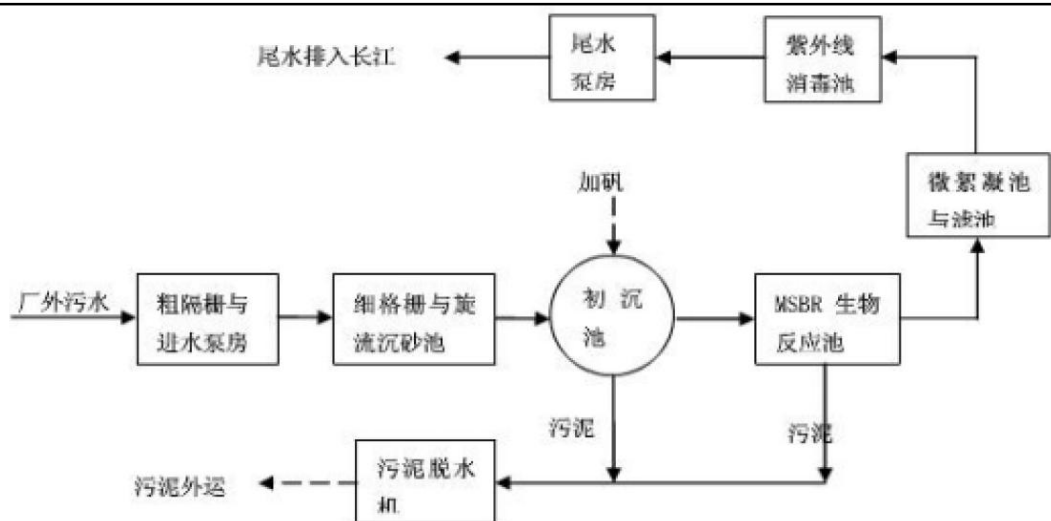 尾水排入长江
尾水
泵房
紫外线
消毒池
微絮凝池
与滤池
加矾
厂外污水
粗隔栅与
进水泵房
细格栅与旋
流沉砂池
初 沉
池
MSBR 生物
反应池
污泥
污泥
污泥外运
污泥脱水
机